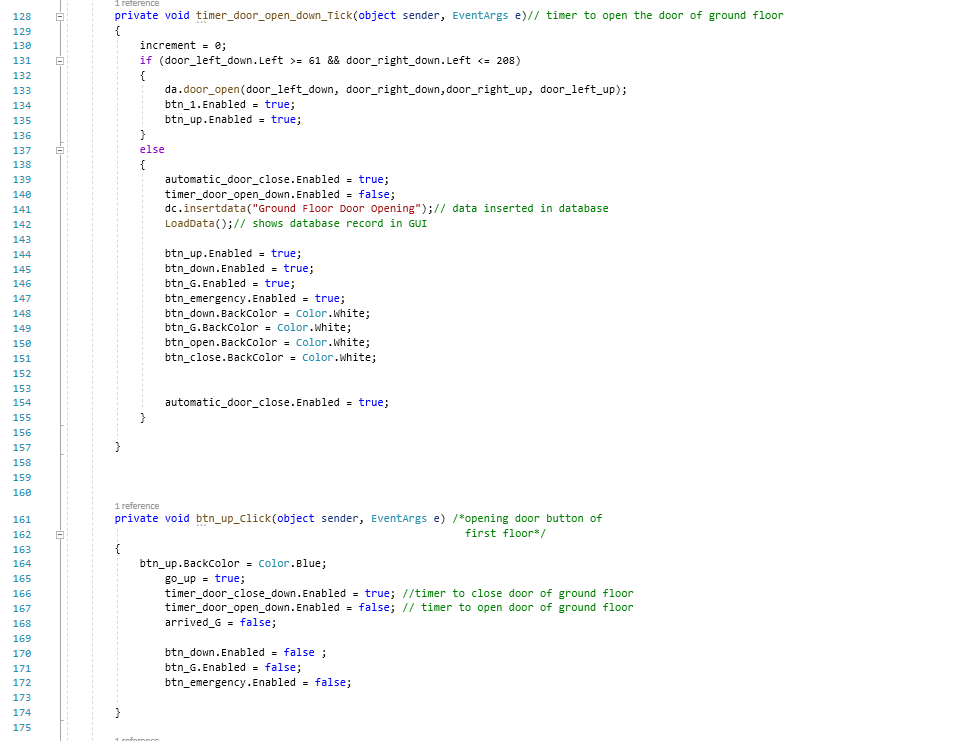 1 reference
128 private void timer_door_open_down_Tick(object sender, EventArgs e)// timer to open the door of ground floor
129 {
130 increment = 0;
131 if (door_left_down.Left >= 61 && door_right_down.Left <= 208)
132 {
133 da.door_open(door_left_down, door_right_down,door_right_up, door_left_up);
134 btn_1.Enabled = true;
135 btn_up.Enabled = true;
136 }
137 else
138 {
139 automatic_door_close.Enabled = true;
140 timer_door_open_down.Enabled = false;
141 dc.insertdata("Ground Floor Door Opening");// data inserted in database
142 LoadData();// shows database record in GUI
143
144 btn_up.Enabled = true;
145 btn_down.Enabled = true;
146 btn_G.Enabled = true;
147 btn_emergency.Enabled = true;
148 btn_down.BackColor = Color.White;
149 btn_G.BackColor = Color.White;
150 btn_open.BackColor = Color.White;
151 btn_close.BackColor = Color.White;
152
153
154 automatic_door_close.Enabled = true;
155 }
156
157 }
158
159
160
1 reference
161 private void btn_up_Click(object sender, EventArgs e) /*opening door button of
162 first floor*/
163 {
164 btn_up.BackColor = Color.Blue;
165 go_up = true;
166 timer_door_close_down.Enabled = true; //timer to close door of ground floor
167 timer_door_open_down.Enabled = false; // timer to open door of ground floor
168 arrived_G = false;
169
170 btn_down.Enabled = false ;
171 btn_G.Enabled = false;
172 btn_emergency.Enabled = false;
173
174 }
175
1 reference